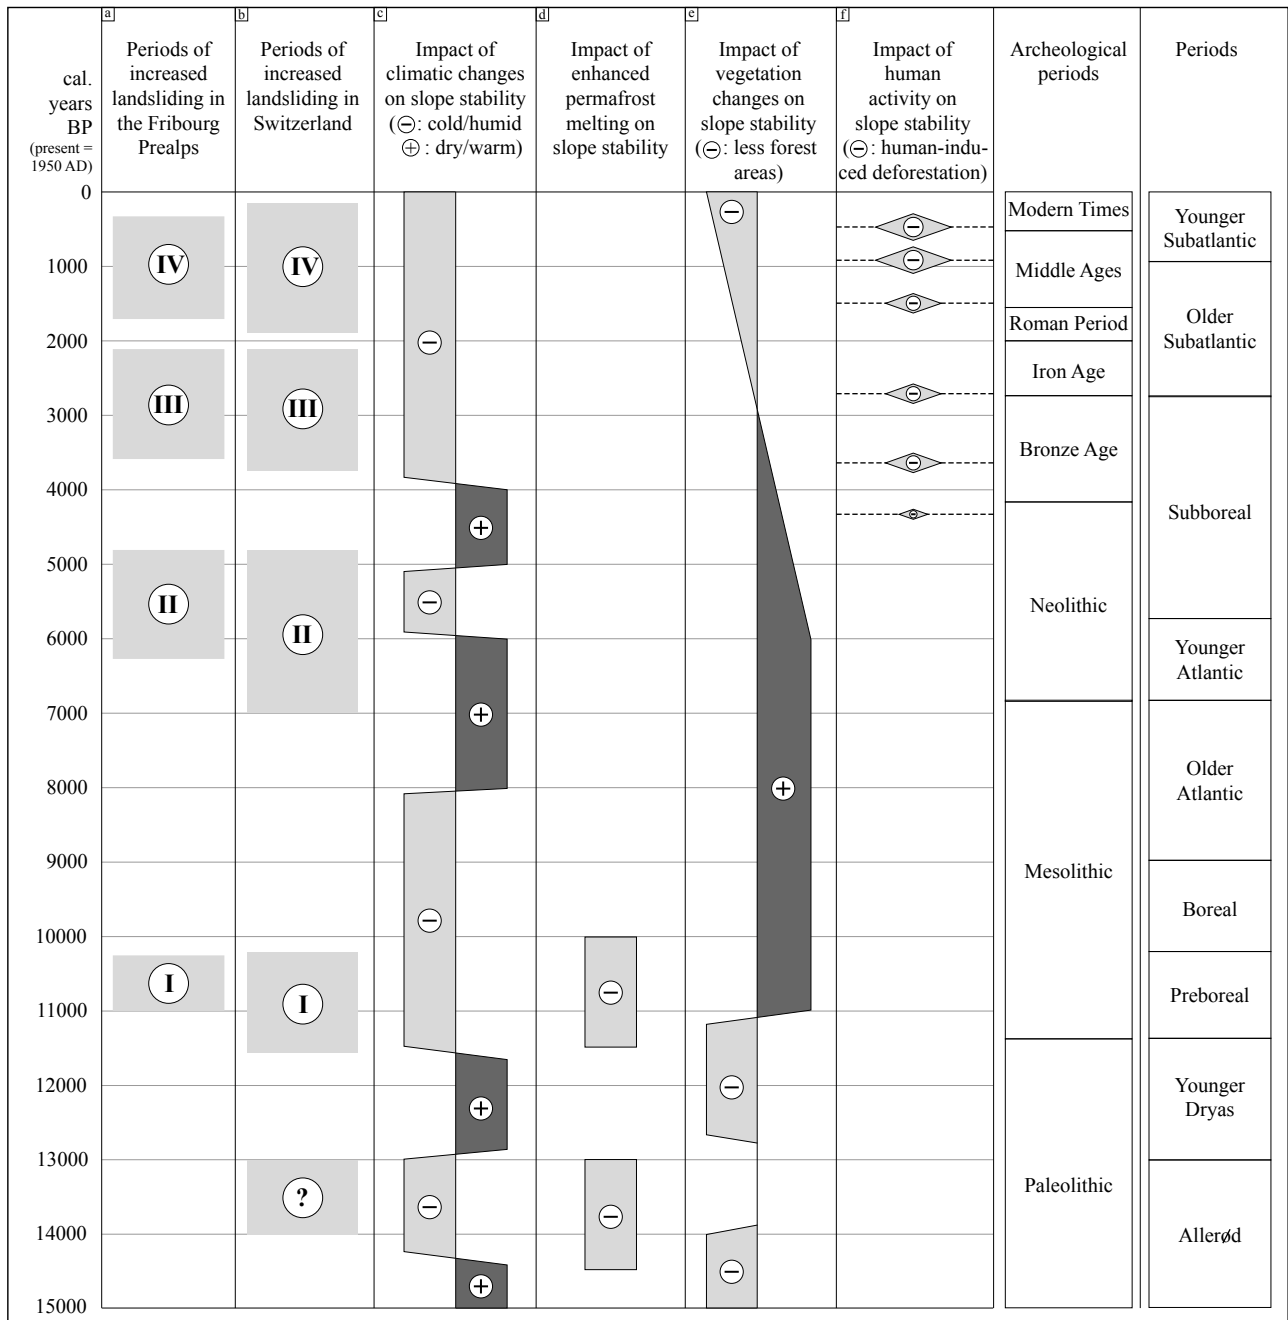 a
b
c
d
e
f
cal.
years
BP
(present =
1950 AD)
Periods of
increased
landsliding in
the Fribourg
Prealps
Periods of
increased
landsliding in
Switzerland
Impact of
climatic changes
on slope stability
(⊖: cold/humid
⊕ : dry/warm)
Impact of
enhanced
permafrost
melting on
slope stability
Impact of
vegetation
changes on
slope stability
(⊖: less forest
areas)
Impact of
human
activity on
slope stability
(⊖: human-indu-
ced deforestation)
Archeological
periods
Periods
0
1000
2000
3000
4000
5000
6000
7000
8000
9000
10000
11000
12000
13000
14000
15000
IV
III
II
I
IV
III
II
I
?
−
+
−
+
−
+
−
+
−
−
−
+
−
−
−
−
−
−
−
−
Modern Times
Middle Ages
Roman Period
Iron Age
Bronze Age
Neolithic
Mesolithic
Paleolithic
Younger
Subatlantic
Older
Subatlantic
Subboreal
Younger
Atlantic
Older
Atlantic
Boreal
Preboreal
Younger
Dryas
Allerød